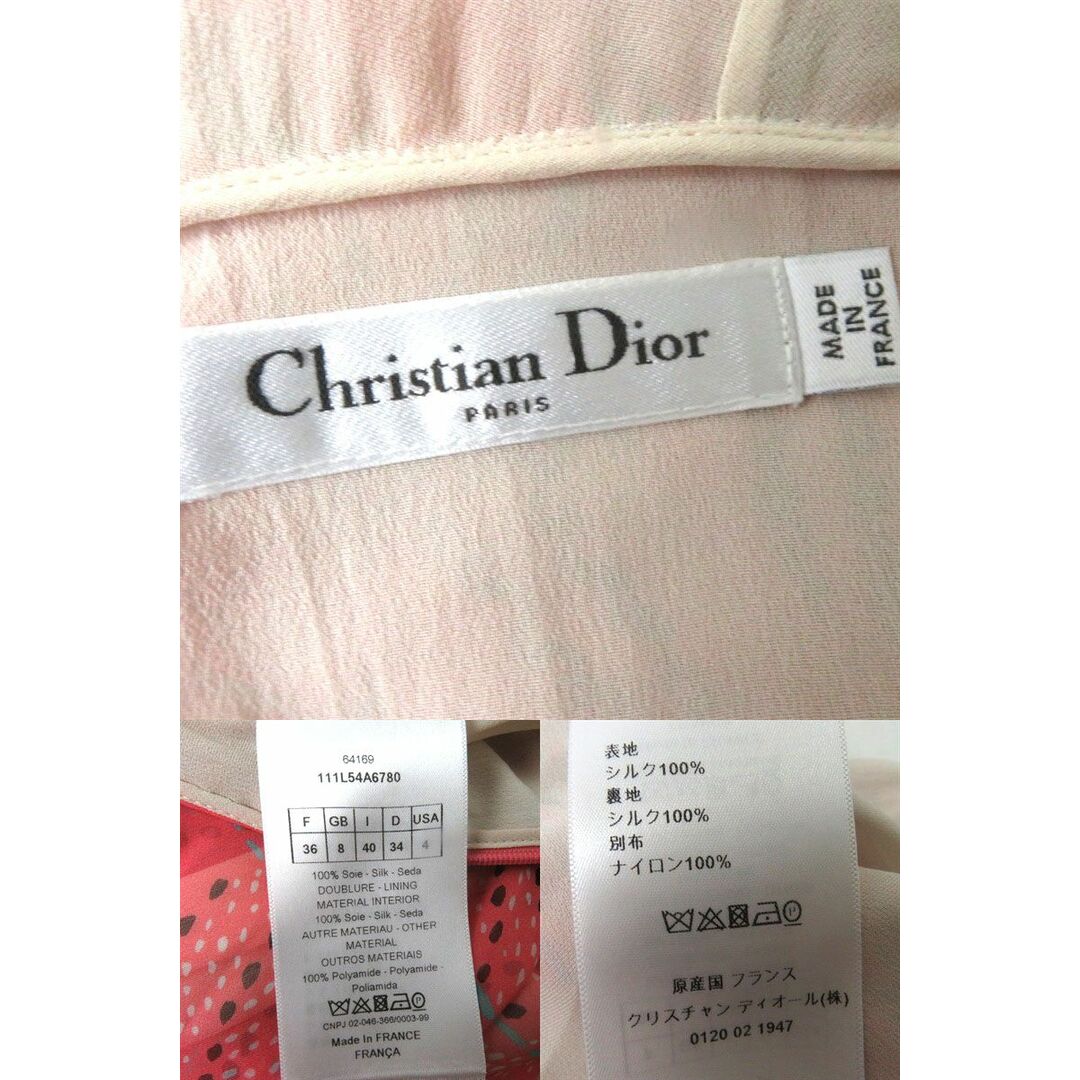 Christian Dior
PARIS
MADE
IN
FRANCE
64169
111L54A6780
F GB I D USA
36 8 40 34 4
100% Soie - Silk - Seda
DOUBLURE - LINING
MATERIAL INTERIOR
100% Soie - Silk - Seda
AUTRE MATERIAU - OTHER
MATERIAL
OUTROS MATERIAIS
100% Polyamide - Polyamide -
Poliamida
CNPJ 02-046-366/0003-99
Made In FRANCE
FRANÇA
表地
シルク100%
裏地
シルク100%
別布
ナイロン100%
P
原産国 フランス
クリスチャン ディオール(株)
0120 02 1947